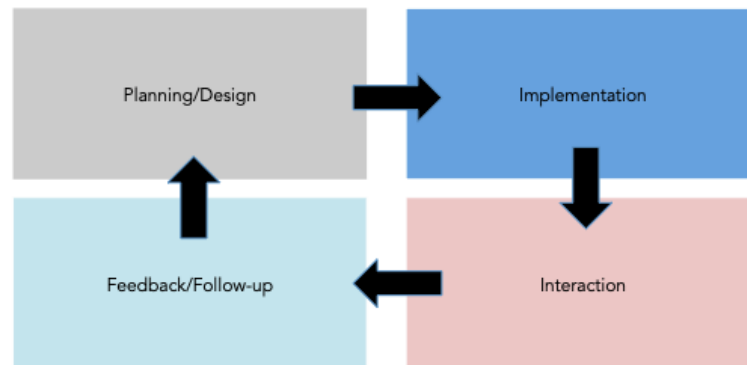 Planning/Design
Implementation
Feedback/Follow-up
Interaction